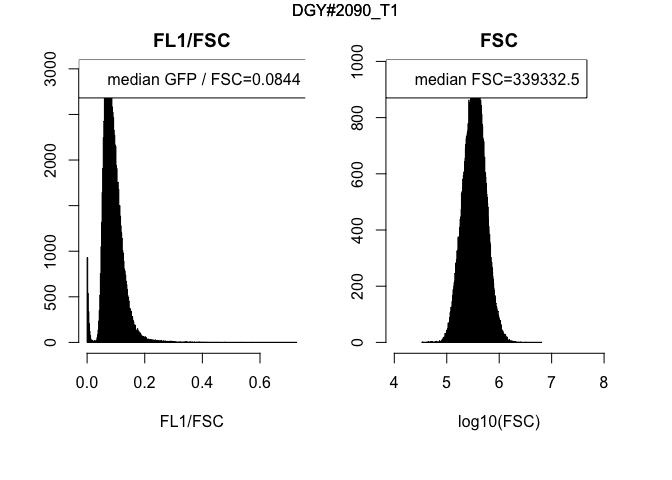 DGY#2090_T1
FL1/FSC
median GFP / FSC=0.0844
0 500 1000 2000 3000
0.0 0.2 0.4 0.6
FL1/FSC
FSC
median FSC=339332.5
0 200 400 600 800 1000
4 5 6 7 8
log10(FSC)